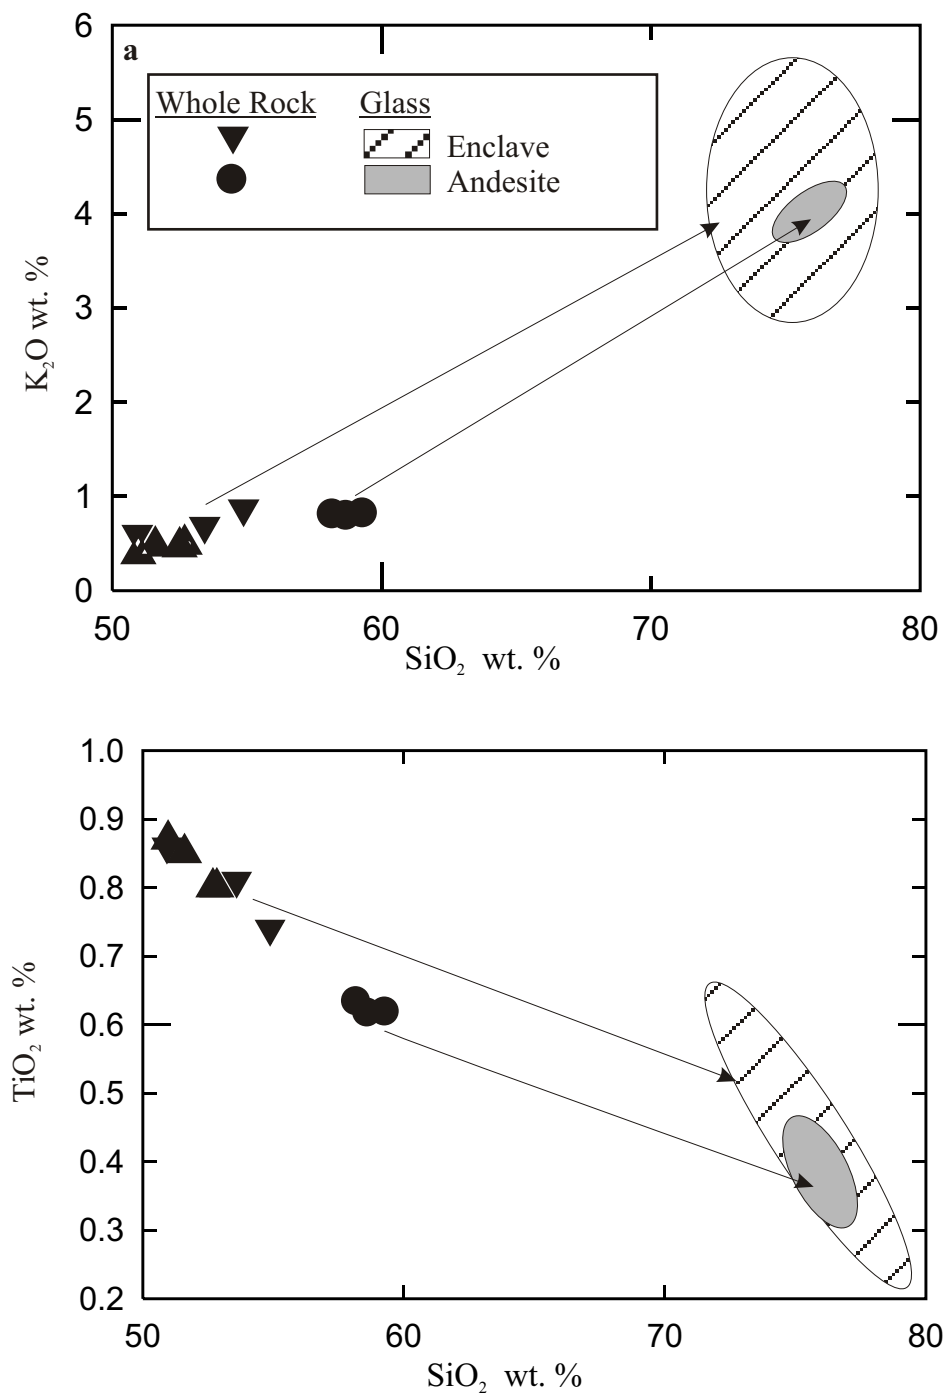 6
a
Whole Rock Glass
5
Enclave
Andesite
4
3
2
1
0
K₂O wt. %
50 60 70 80
SiO₂ wt. %
1.0
0.9
0.8
0.7
0.6
0.5
0.4
0.3
0.2
TiO₂ wt. %
50 60 70 80
SiO₂ wt. %